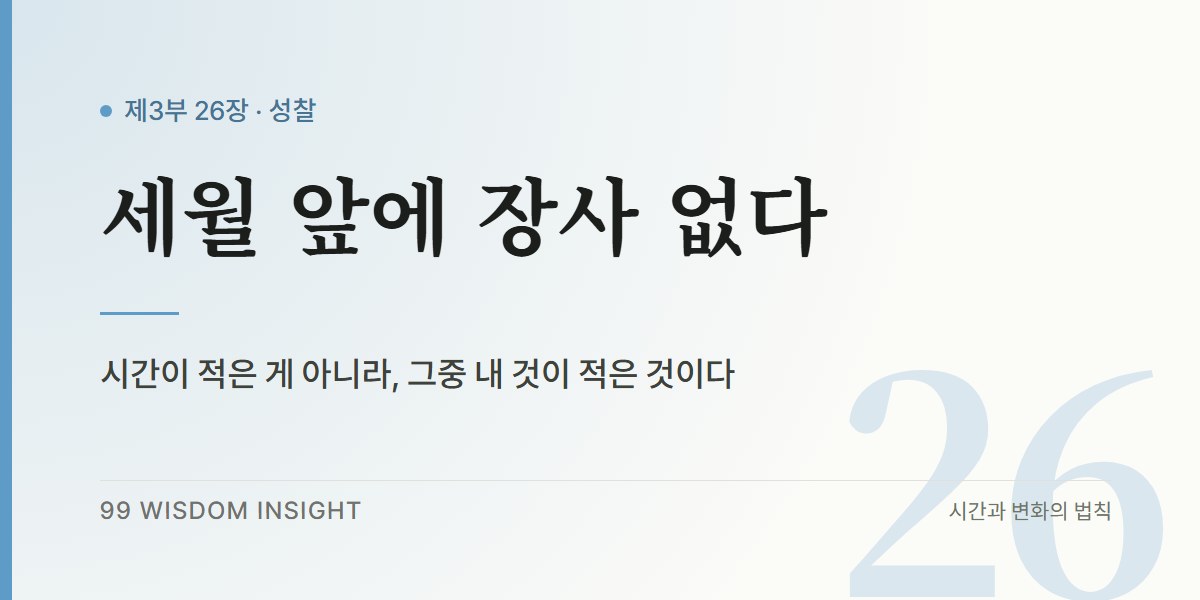 제3부 26장 · 성찰
세월 앞에 장사 없다
시간이 적은 게 아니라, 그중 내 것이 적은 것이다
99 WISDOM INSIGHT
시간과 변화의 법칙
26